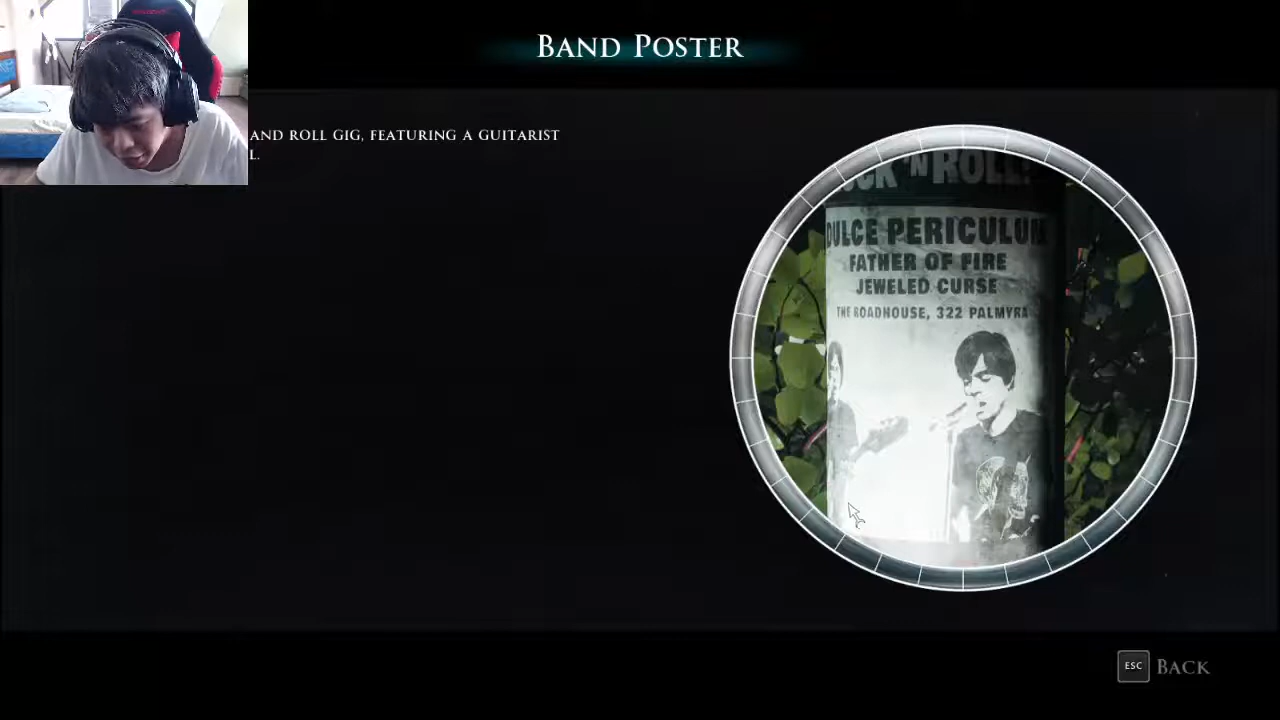 BAND POSTER
AND ROLL GIG, FEATURING A GUITARIST
L.
'N ROLL!
DULCE PERICULUM
FATHER OF FIRE
JEWELED CURSE
THE ROADHOUSE, 322 PALMYRA
ESC BACK